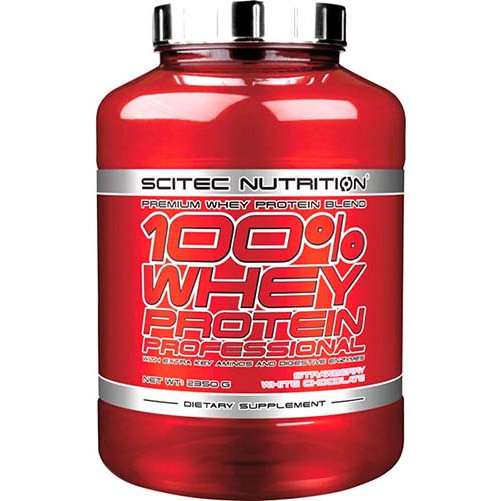 SCITEC NUTRITION®
PREMIUM WHEY PROTEIN BLEND
100%
WHEY
PROTEIN
PROFESSIONAL
WITH EXTRA KEY AMINOS AND DIGESTIVE ENZYMES
STRAWBERRY
WHITE CHOCOLATE
NET WT. 2350 G
DIETARY SUPPLEMENT